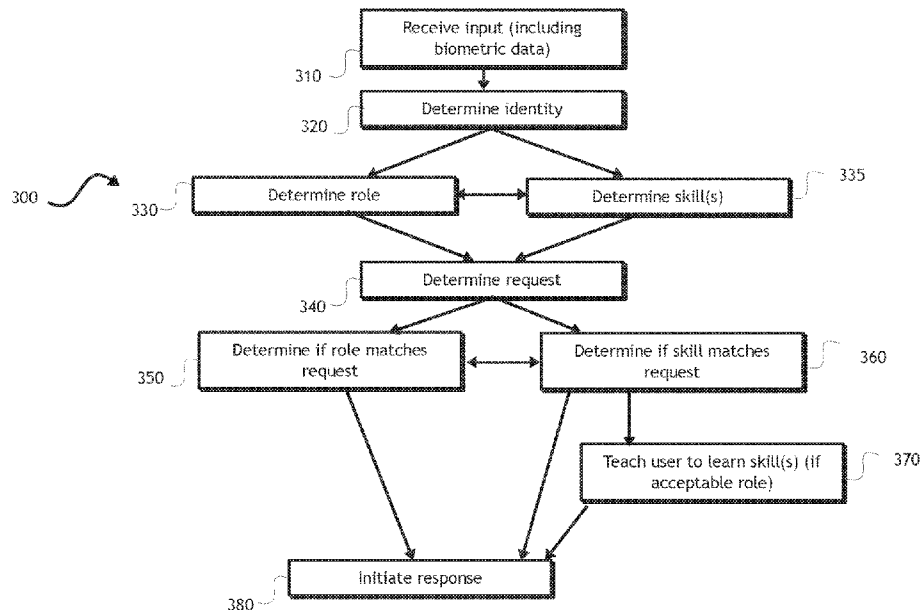 Receive input (including
biometric data)
310
Determine identity
320
300
Determine role
330
Determine skill(s)
335
Determine request
340
Determine if role matches
request
350
Determine if skill matches
request
360
Teach user to learn skill(s) (if
acceptable role)
370
Initiate response
380